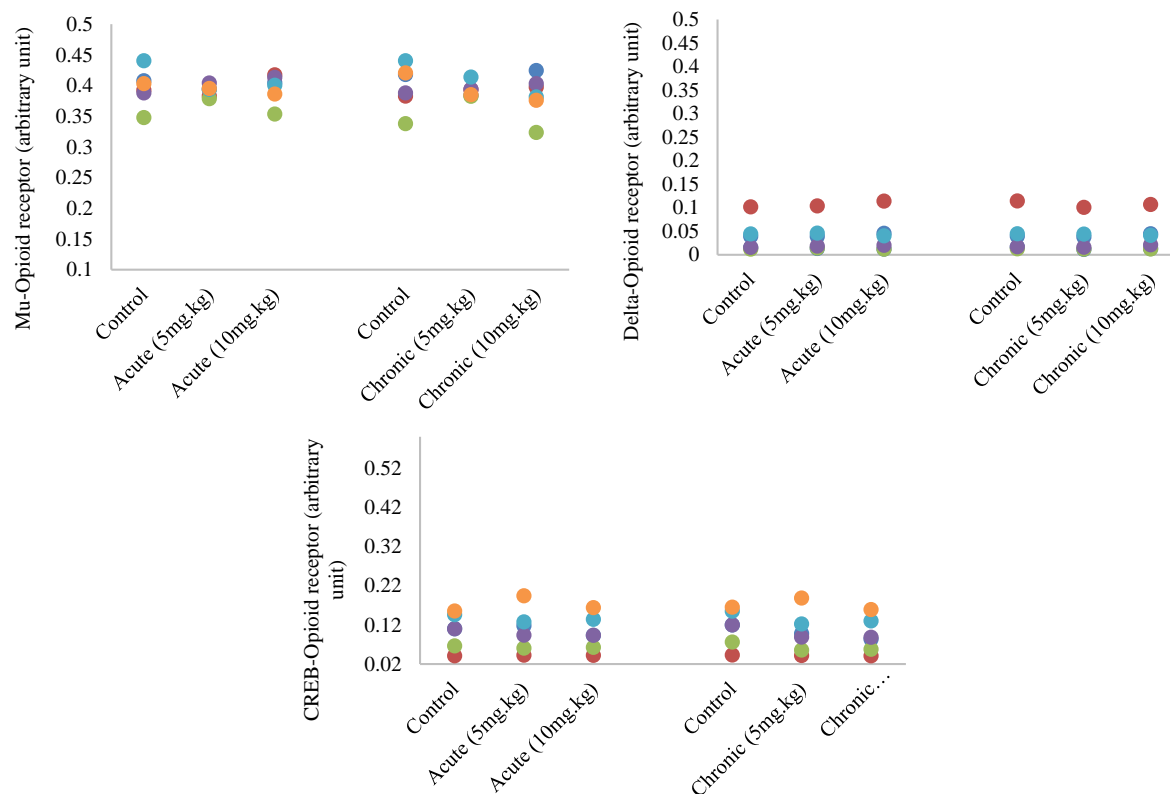 Mu-Opioid receptor (arbitrary unit)
0.5
0.45
0.4
0.35
0.3
0.25
0.2
0.15
0.1
Control
Acute (5mg.kg)
Acute (10mg.kg)
Control
Chronic (5mg.kg)
Chronic (10mg.kg)
Delta-Opioid receptor (arbitrary unit)
0.5
0.45
0.4
0.35
0.3
0.25
0.2
0.15
0.1
0.05
0
Control
Acute (5mg.kg)
Acute (10mg.kg)
Control
Chronic (5mg.kg)
Chronic (10mg.kg)
CREB-Opioid receptor (arbitrary
unit)
0.52
0.42
0.32
0.22
0.12
0.02
Control
Acute (5mg.kg)
Acute (10mg.kg)
Control
Chronic (5mg.kg)
Chronic…